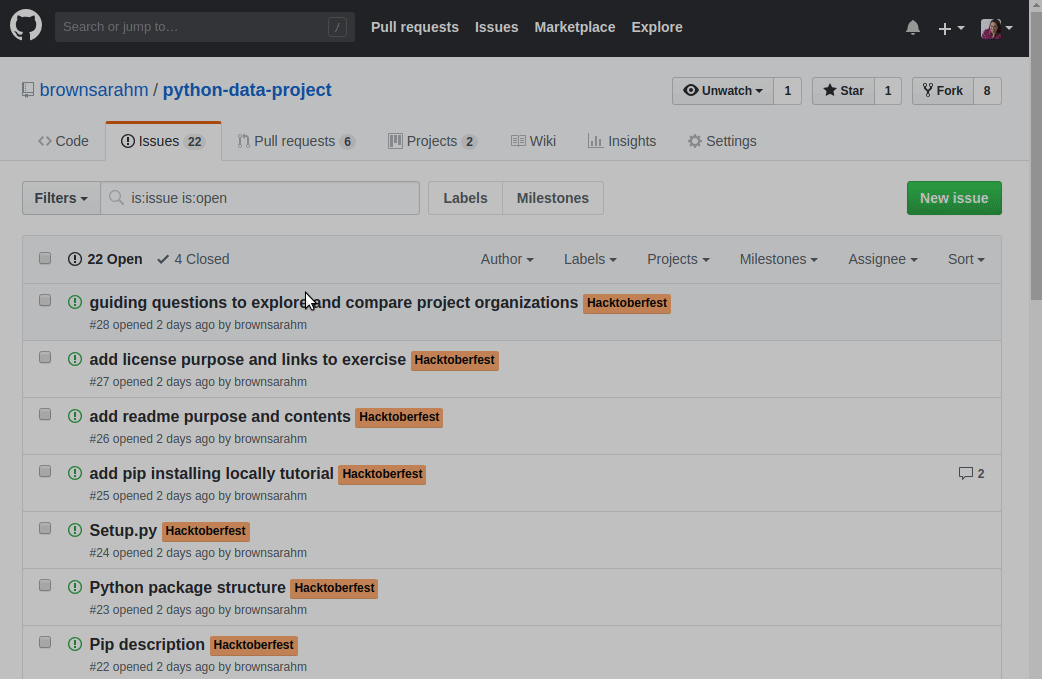 Search or jump to… / Pull requests Issues Marketplace Explore
brownsarahm / python-data-project Unwatch 1 Star 1 Fork 8
Code Issues 22 Pull requests 6 Projects 2 Wiki Insights Settings
Filters is:issue is:open Labels Milestones New issue
22 Open 4 Closed Author Labels Projects Milestones Assignee Sort
guiding questions to explore and compare project organizations Hacktoberfest
#28 opened 2 days ago by brownsarahm
add license purpose and links to exercise Hacktoberfest
#27 opened 2 days ago by brownsarahm
add readme purpose and contents Hacktoberfest
#26 opened 2 days ago by brownsarahm
add pip installing locally tutorial Hacktoberfest 2
#25 opened 2 days ago by brownsarahm
Setup.py Hacktoberfest
#24 opened 2 days ago by brownsarahm
Python package structure Hacktoberfest
#23 opened 2 days ago by brownsarahm
Pip description Hacktoberfest
#22 opened 2 days ago by brownsarahm